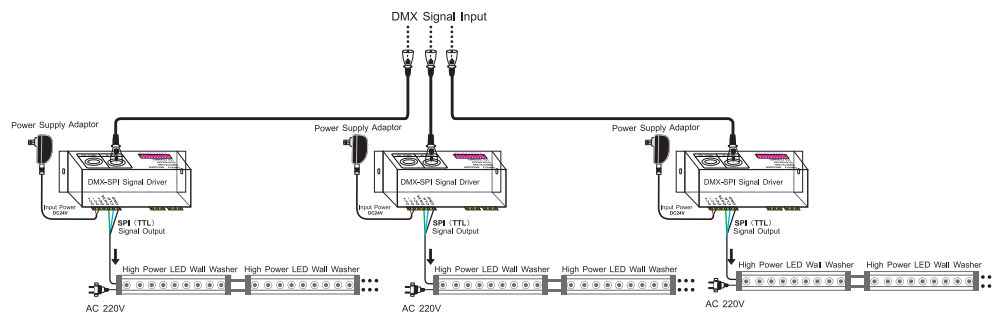 DMX Signal Input
Power Supply Adaptor
DMX-SPI Signal Driver
Input Power
DC24V
SPI (TTL)
Signal Output
High Power LED Wall Washer
High Power LED Wall Washer
AC 220V
Power Supply Adaptor
DMX-SPI Signal Driver
Input Power
DC24V
SPI (TTL)
Signal Output
High Power LED Wall Washer
High Power LED Wall Washer
AC 220V
Power Supply Adaptor
DMX-SPI Signal Driver
Input Power
DC24V
SPI (TTL)
Signal Output
High Power LED Wall Washer
High Power LED Wall Washer
AC 220V